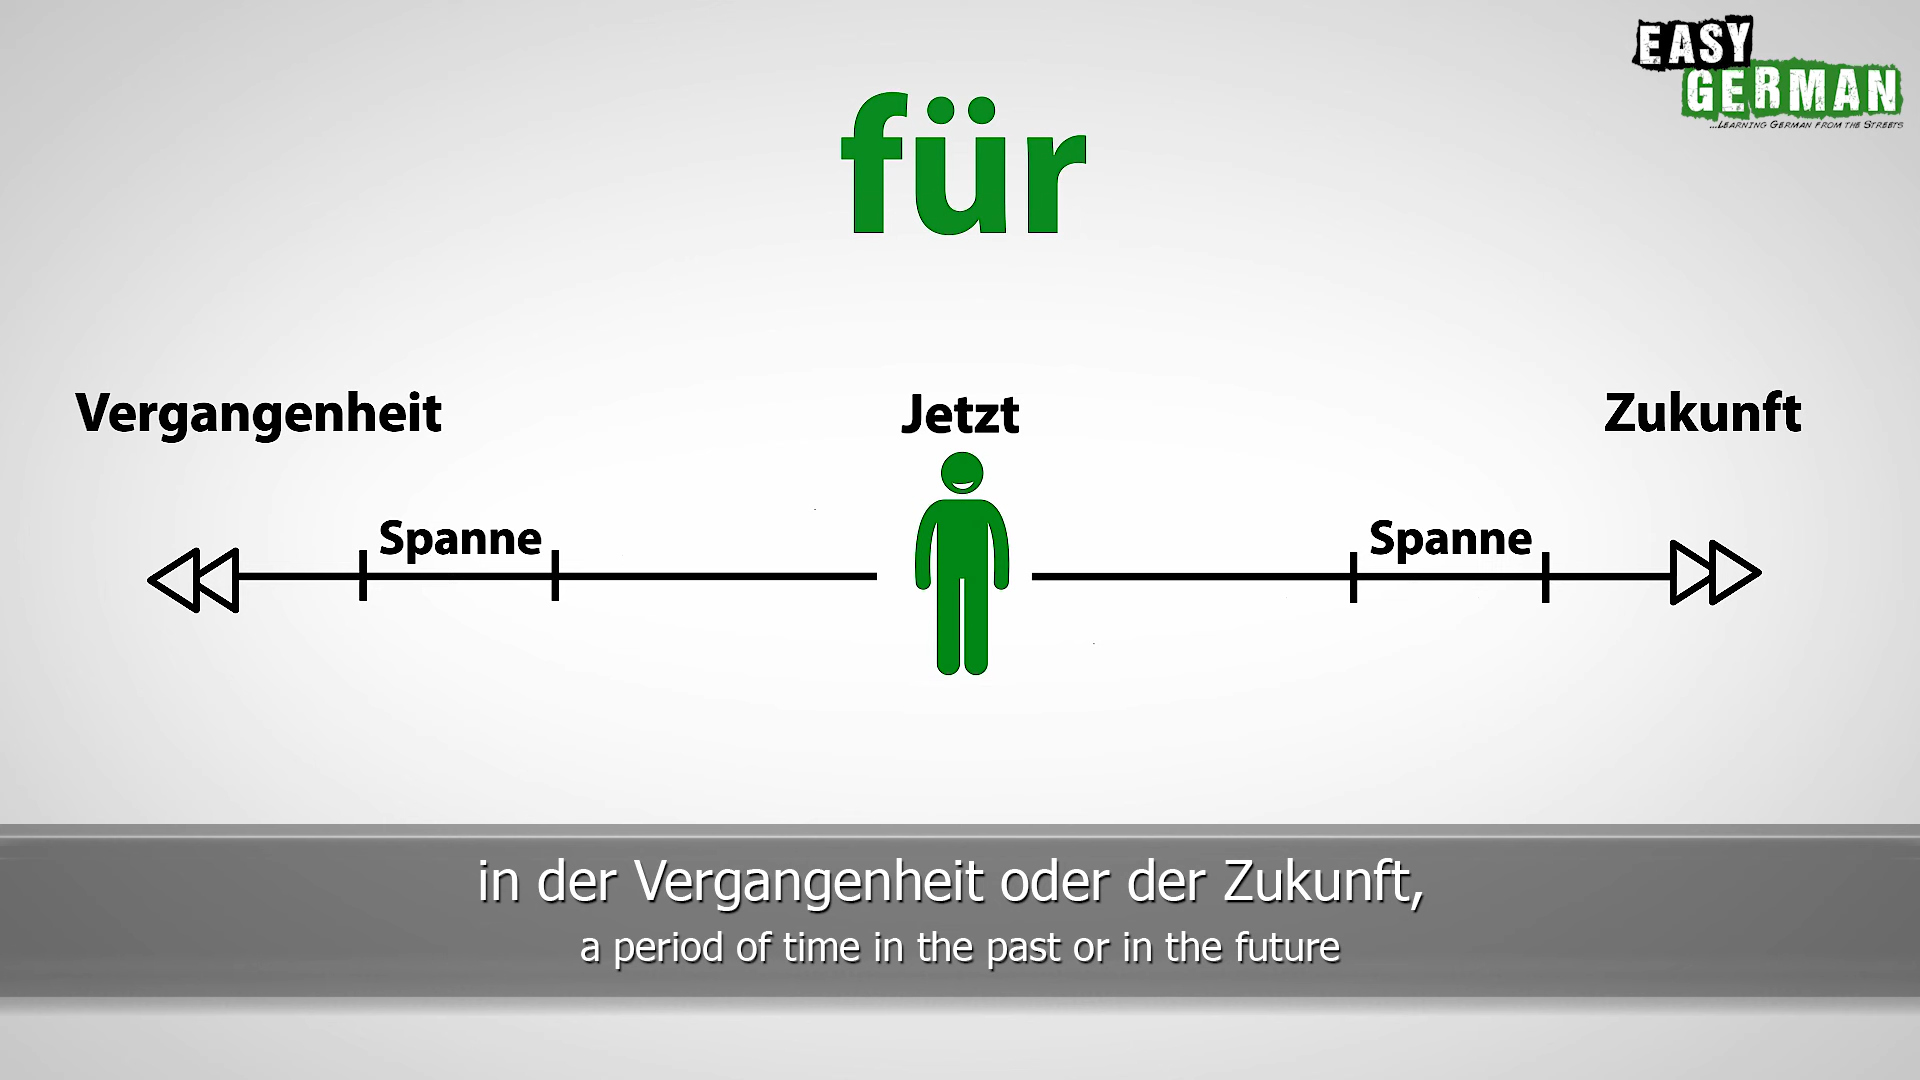 EASY
GERMAN
...LEARNING GERMAN FROM THE STREETS
für
Vergangenheit
Jetzt
Zukunft
Spanne
Spanne
in der Vergangenheit oder der Zukunft,
a period of time in the past or in the future